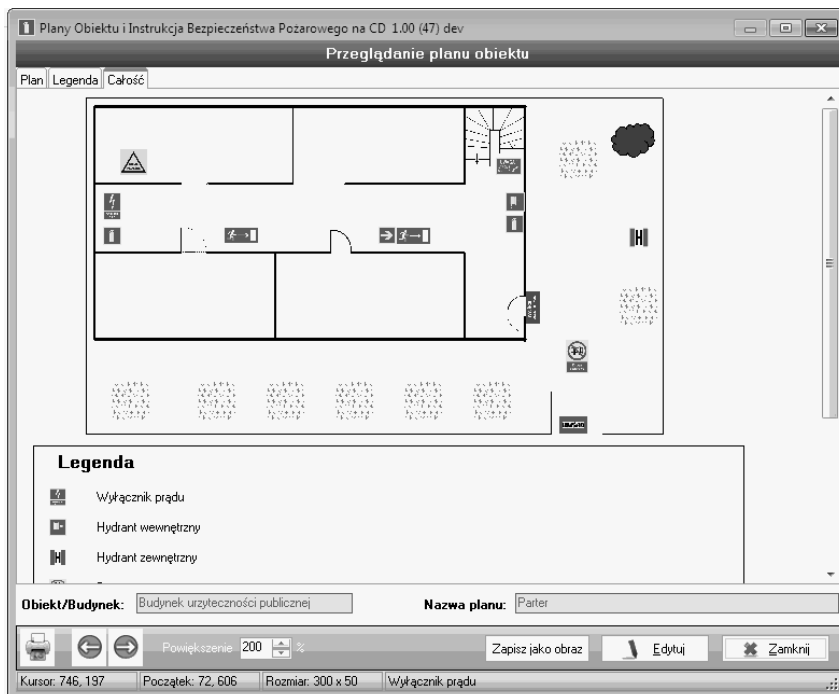 Plany Obiektu i Instrukcja Bezpieczeństwa Pożarowego na CD 1.00 (47) dev
Przeglądanie planu obiektu
Plan Legenda Całość
H
Legenda
Wyłącznik prądu
Hydrant wewnętrzny
H Hydrant zewnętrzny
Obiekt/Budynek: Budynek urzyteczności publicznej Nazwa planu: Parter
Powiększenie 200 % Zapisz jako obraz Edytuj Zamknij
Kursor: 746, 197 Początek: 72, 606 Rozmiar: 300 x 50 Wyłącznik prądu